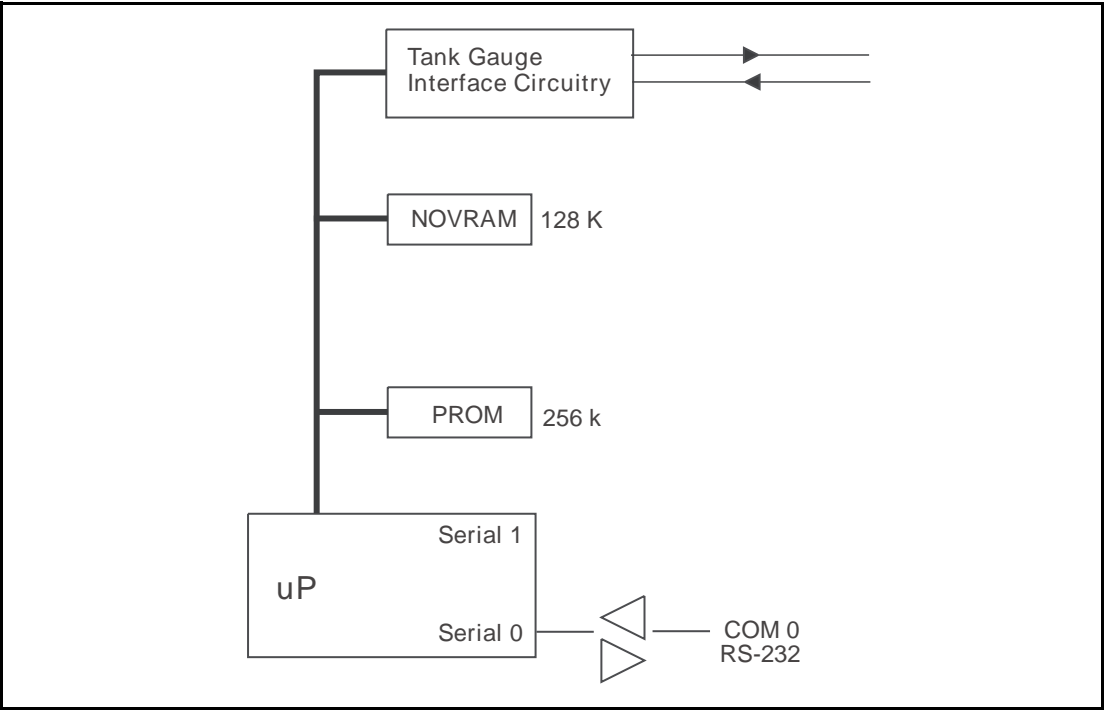 Tank Gauge
Interface Circuitry
NOVRAM 128 K
PROM 256 k
Serial 1
uP
Serial 0
COM 0
RS-232